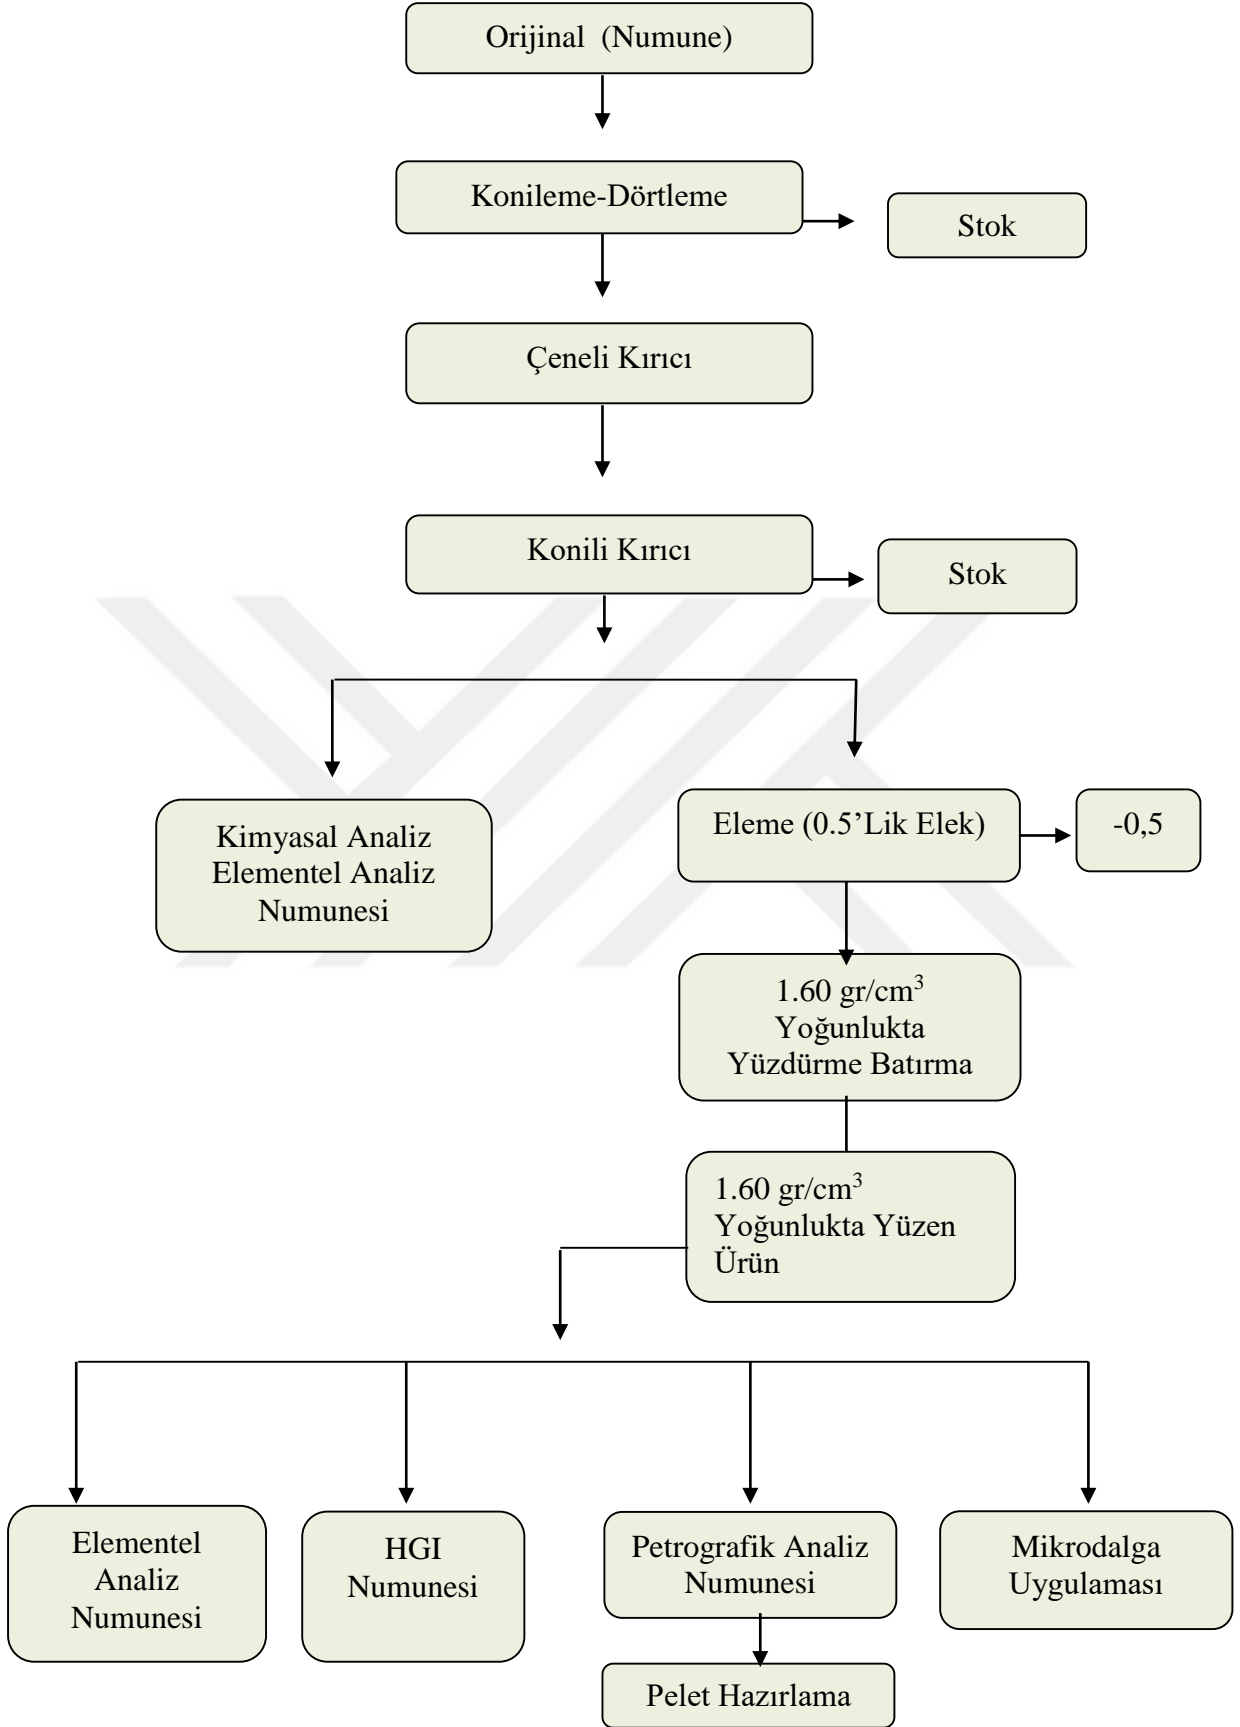 Orijinal (Numune)
Konileme-Dörtleme
Stok
Çeneli Kırıcı
Konili Kırıcı
Stok
Kimyasal Analiz
Elementel Analiz
Numunesi
Eleme (0.5’Lik Elek)
-0,5
1.60 gr/cm³
Yoğunlukta
Yüzdürme Batırma
1.60 gr/cm³
Yoğunlukta Yüzen
Ürün
Elementel
Analiz
Numunesi
HGI
Numunesi
Petrografik Analiz
Numunesi
Mikrodalga
Uygulaması
Pelet Hazırlama